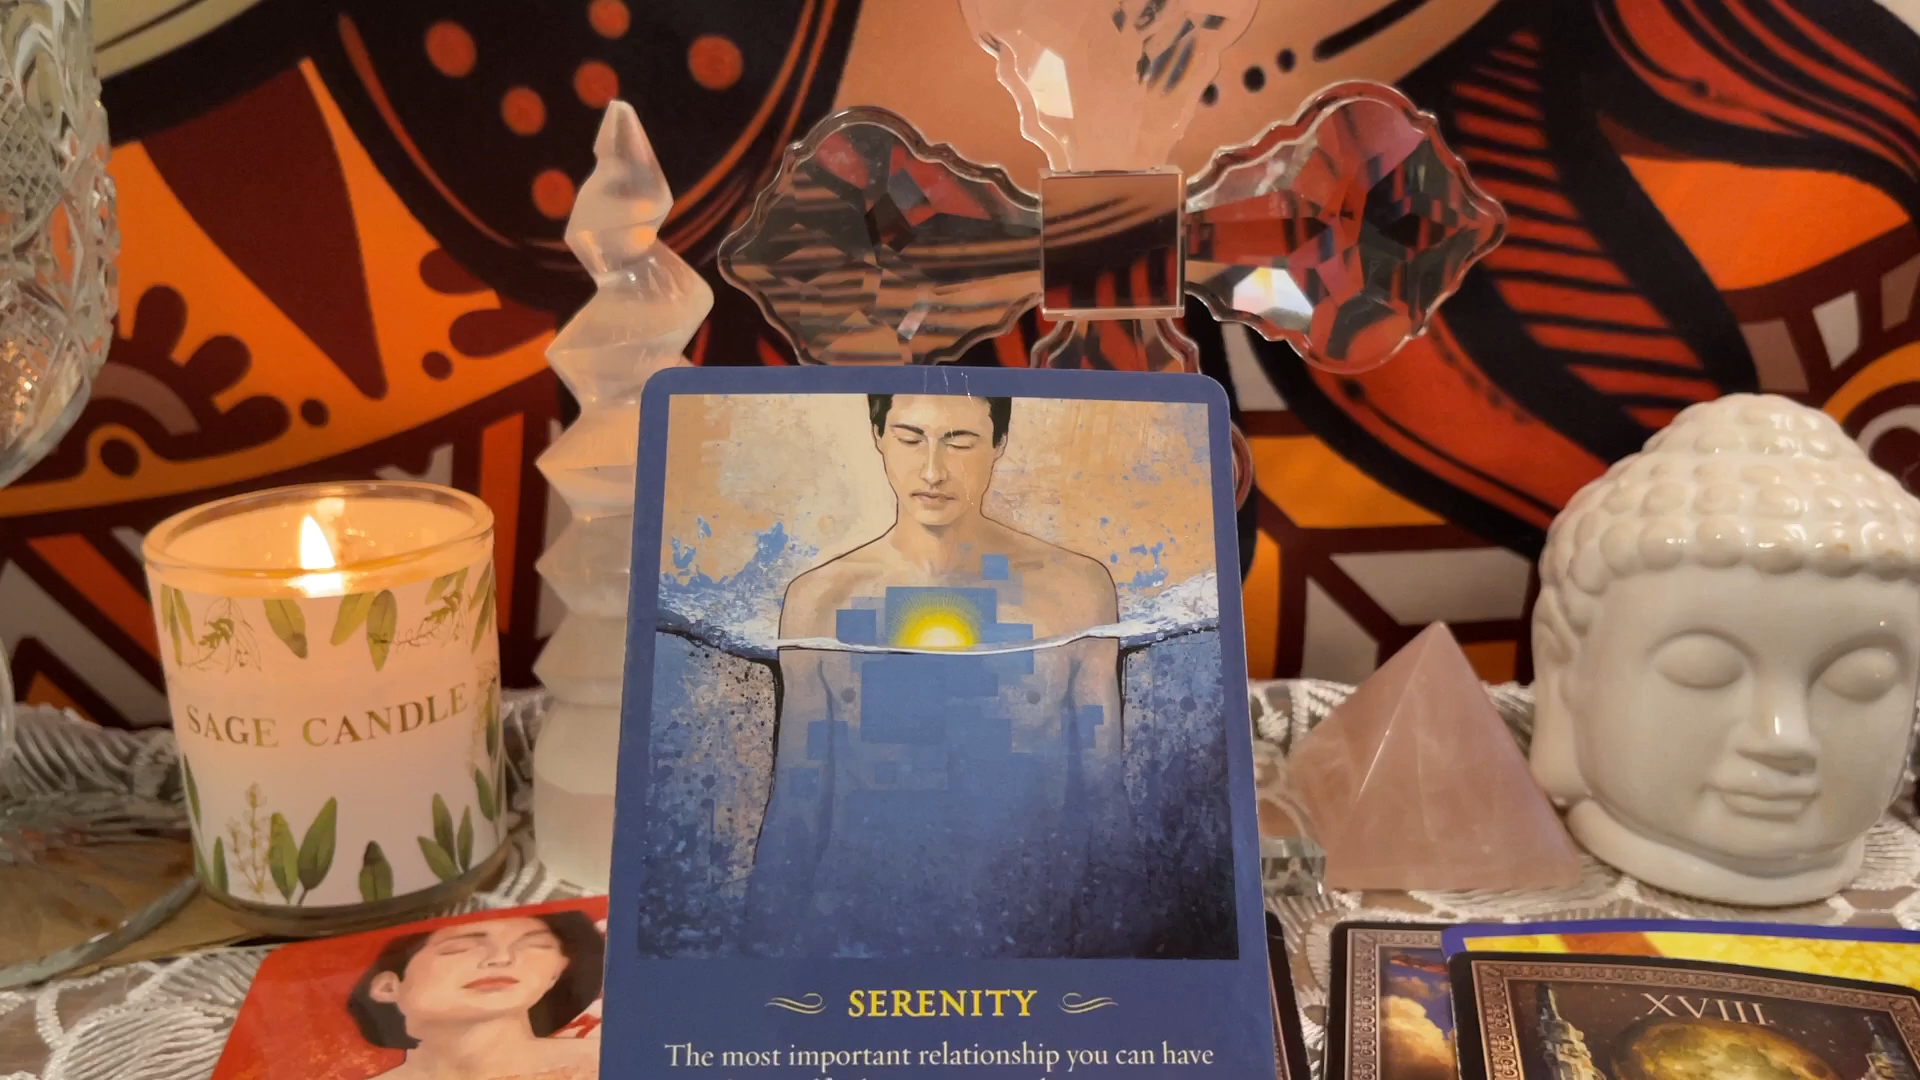 SAGE CANDLE
SERENITY
The most important relationship you can have
XVIII